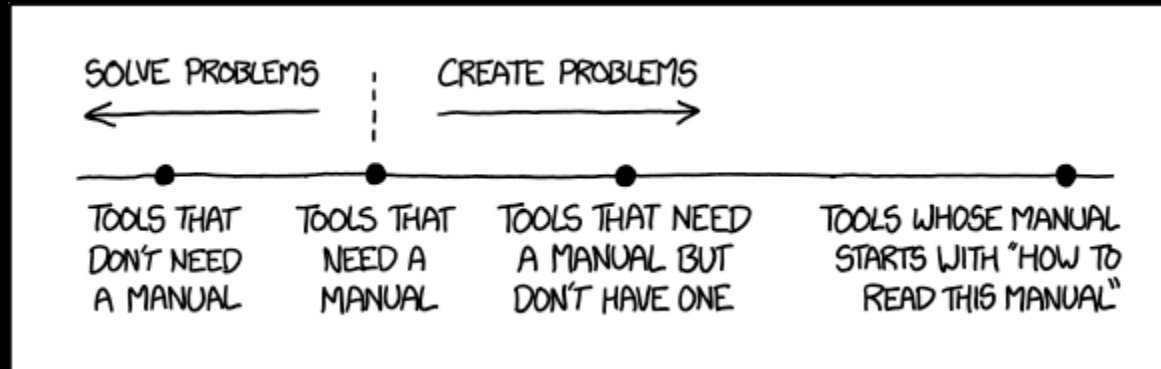 SOLVE PROBLEMS
CREATE PROBLEMS
TOOLS THAT
DON'T NEED
A MANUAL
TOOLS THAT
NEED A
MANUAL
TOOLS THAT NEED
A MANUAL BUT
DON'T HAVE ONE
TOOLS WHOSE MANUAL
STARTS WITH "HOW TO
READ THIS MANUAL"